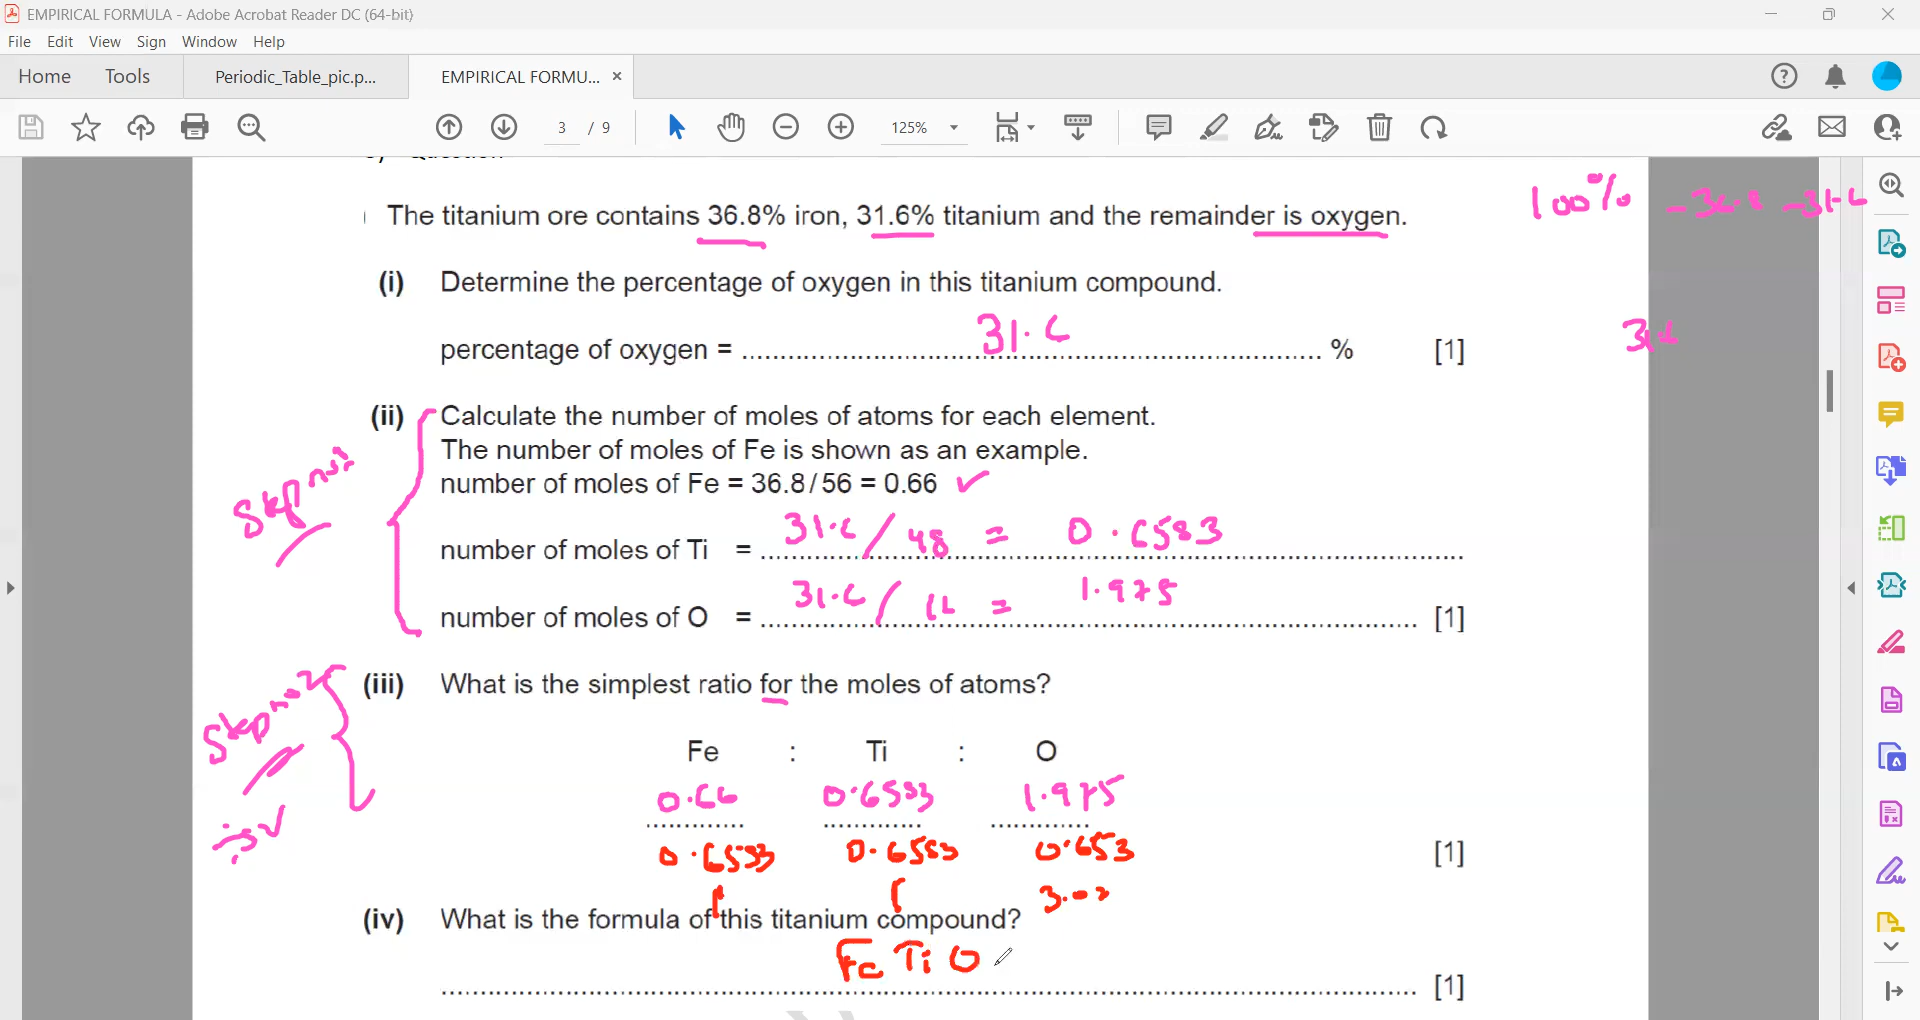 EMPIRICAL FORMULA - Adobe Acrobat Reader DC (64-bit)
File Edit View Sign Window Help
Home Tools Periodic_Table_pic.p... EMPIRICAL FORMU... ×
3 / 9 125%
100% - 36.8 - 31.6
The titanium ore contains 36.8% iron, 31.6% titanium and the remainder is oxygen.
(i) Determine the percentage of oxygen in this titanium compound.
31.6
percentage of oxygen = ........ % [1]
31.6
(ii) Calculate the number of moles of atoms for each element.
The number of moles of Fe is shown as an example.
number of moles of Fe = 36.8/56 = 0.66 ✓
Step no1:
number of moles of Ti = 31.6/48 = 0.6583
number of moles of O = 31.6/16 = 1.975 [1]
(iii) What is the simplest ratio for the moles of atoms?
Step no2
Fe : Ti : O
0.66 0.6583 1.975
0.6583 0.6583 0.653 [1]
1 1 3.0
(iv) What is the formula of this titanium compound?
Fe Ti O
[1]